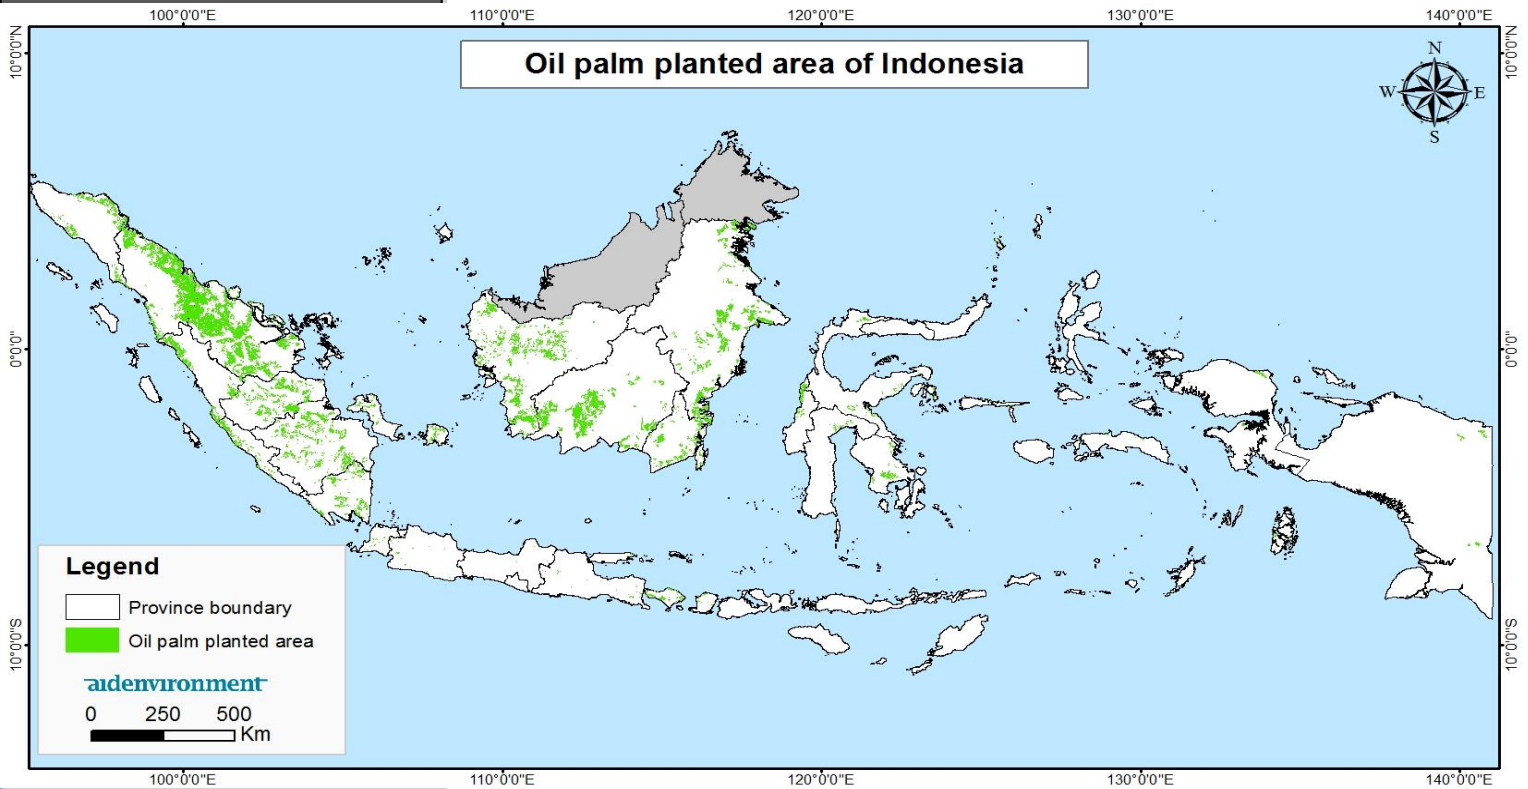 100°0'0"E 110°0'0"E 120°0'0"E 130°0'0"E 140°0'0"E
10°0'0"N 10°0'0"N
Oil palm planted area of Indonesia
N
W E
S
0°0'0" 0°0'0"
Legend
Province boundary
Oil palm planted area
aidenvironment
0 250 500
Km
10°0'0"S 10°0'0"S
100°0'0"E 110°0'0"E 120°0'0"E 130°0'0"E 140°0'0"E